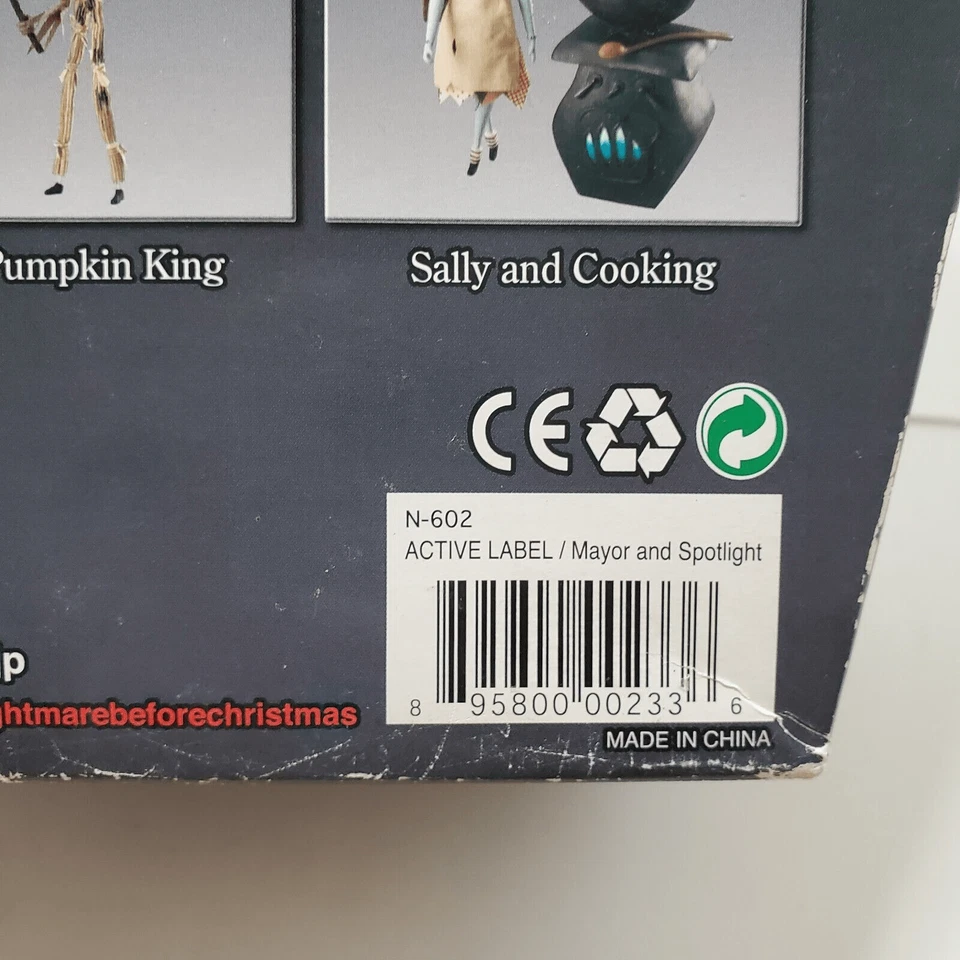 Pumpkin King
Sally and Cooking
CE
N-602
ACTIVE LABEL / Mayor and Spotlight
8 95800 00233 6
MADE IN CHINA
ip
ghtmarebeforechristmas